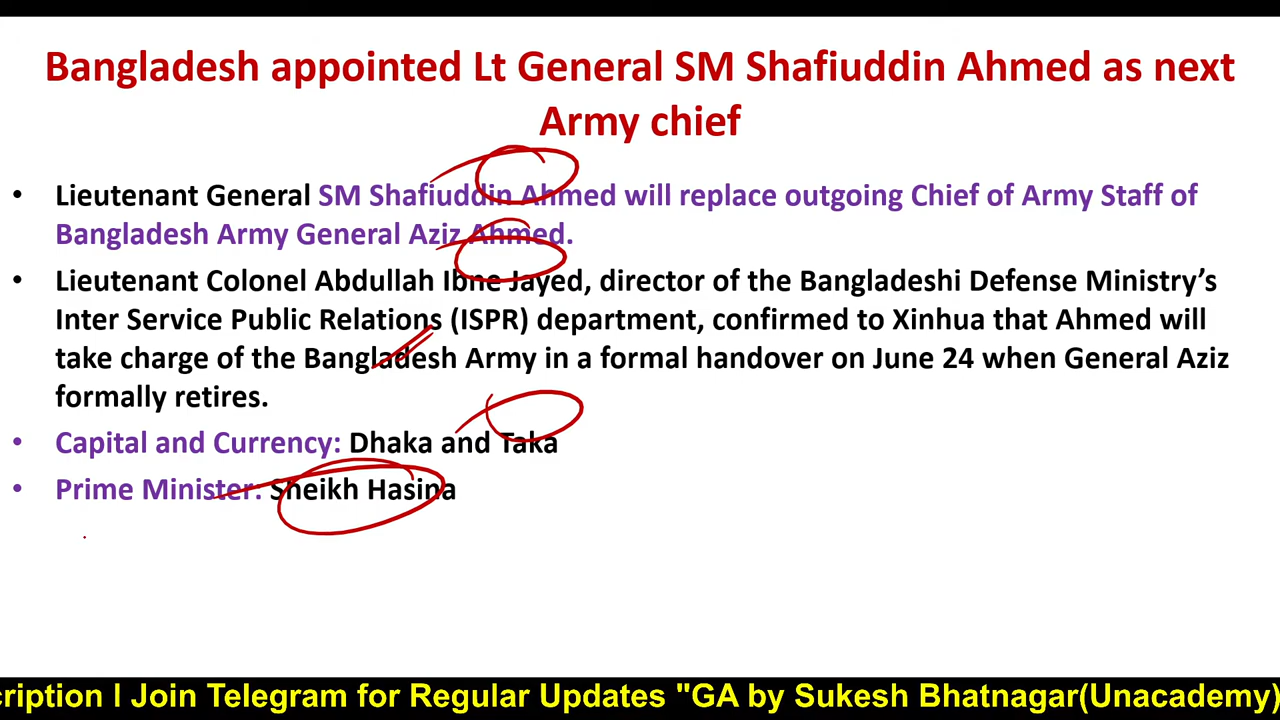 Bangladesh appointed Lt General SM Shafiuddin Ahmed as next
Army chief
• Lieutenant General SM Shafiuddin Ahmed will replace outgoing Chief of Army Staff of
Bangladesh Army General Aziz Ahmed.
• Lieutenant Colonel Abdullah Ibne Jayed, director of the Bangladeshi Defense Ministry’s
Inter Service Public Relations (ISPR) department, confirmed to Xinhua that Ahmed will
take charge of the Bangladesh Army in a formal handover on June 24 when General Aziz
formally retires.
• Capital and Currency: Dhaka and Taka
• Prime Minister: Sheikh Hasina
cription l Join Telegram for Regular Updates "GA by Sukesh Bhatnagar(Unacademy)